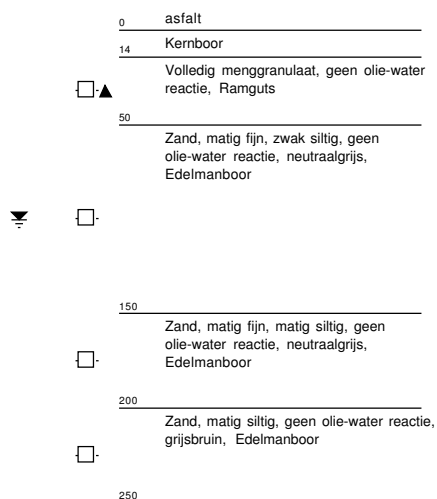 0 asfalt
14 Kernboor
Volledig menggranulaat, geen olie-water
reactie, Ramguts
50
Zand, matig fijn, zwak siltig, geen
olie-water reactie, neutraalgrijs,
Edelmanboor
150
Zand, matig fijn, matig siltig, geen
olie-water reactie, neutraalgrijs,
Edelmanboor
200
Zand, matig siltig, geen olie-water reactie,
grijsbruin, Edelmanboor
250